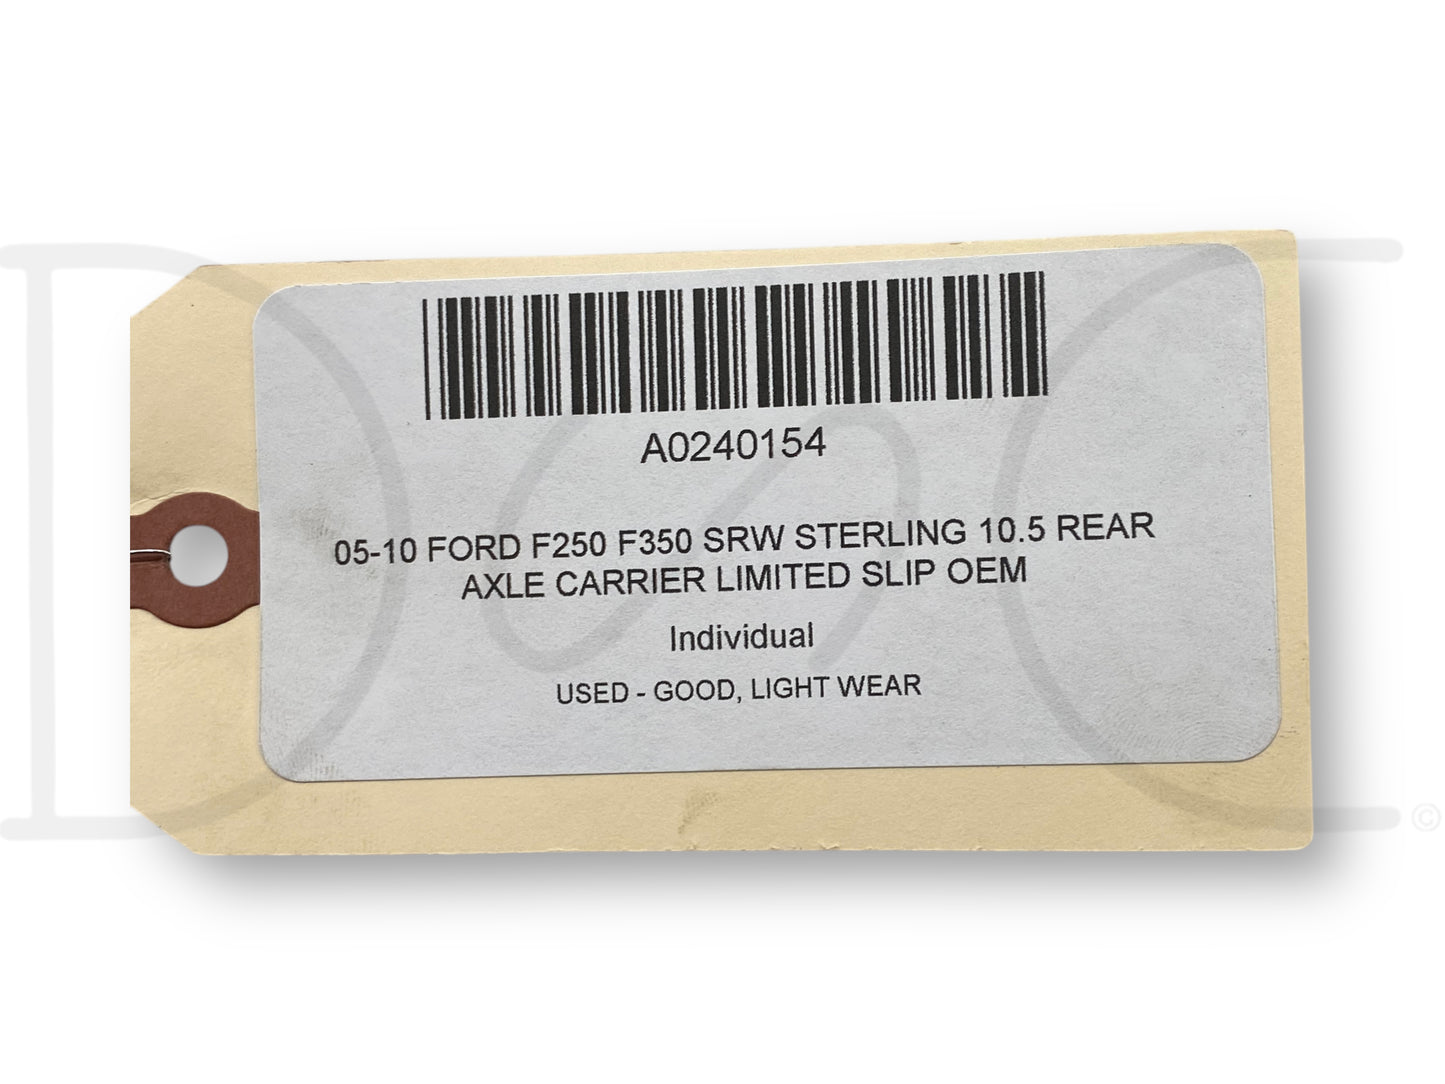 A0240154
05-10 FORD F250 F350 SRW STERLING 10.5 REAR
AXLE CARRIER LIMITED SLIP OEM
Individual
USED - GOOD, LIGHT WEAR
DNC ©